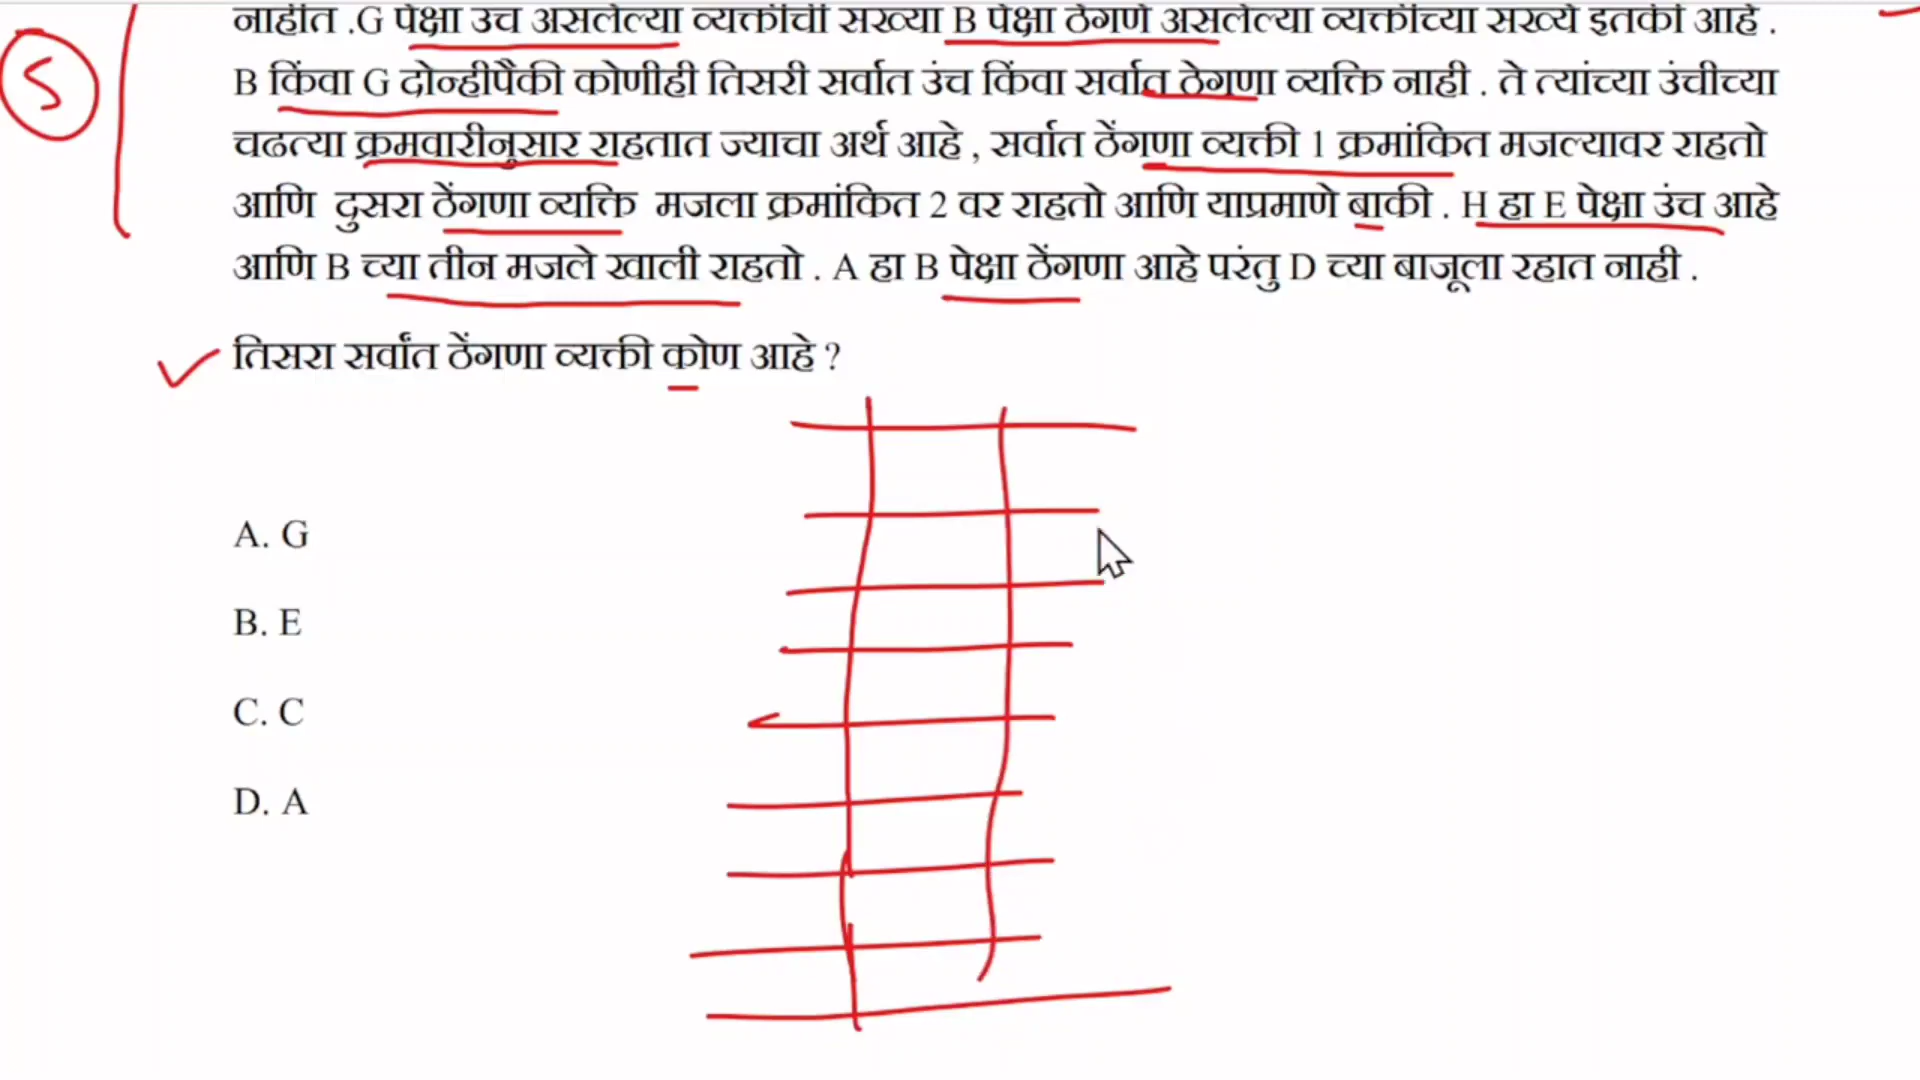 नाहीत .G पेक्षा उंच असलेल्या व्यक्तींची संख्या B पेक्षा ठेंगणे असलेल्या व्यक्तींच्या संख्ये इतकी आहे .
5
B किंवा G दोन्हीपैकी कोणीही तिसरी सर्वात उंच किंवा सर्वात ठेगणा व्यक्ति नाही . ते त्यांच्या उंचीच्या
चढत्या क्रमवारीनुसार राहतात ज्याचा अर्थ आहे , सर्वात ठेंगणा व्यक्ती 1 क्रमांकित मजल्यावर राहतो
आणि दुसरा ठेंगणा व्यक्ति मजला क्रमांकित 2 वर राहतो आणि याप्रमाणे बाकी . H हा E पेक्षा उंच आहे
आणि B च्या तीन मजले खाली राहतो . A हा B पेक्षा ठेंगणा आहे परंतु D च्या बाजूला रहात नाही .
तिसरा सर्वांत ठेंगणा व्यक्ती कोण आहे ?
A. G
B. E
C. C
D. A